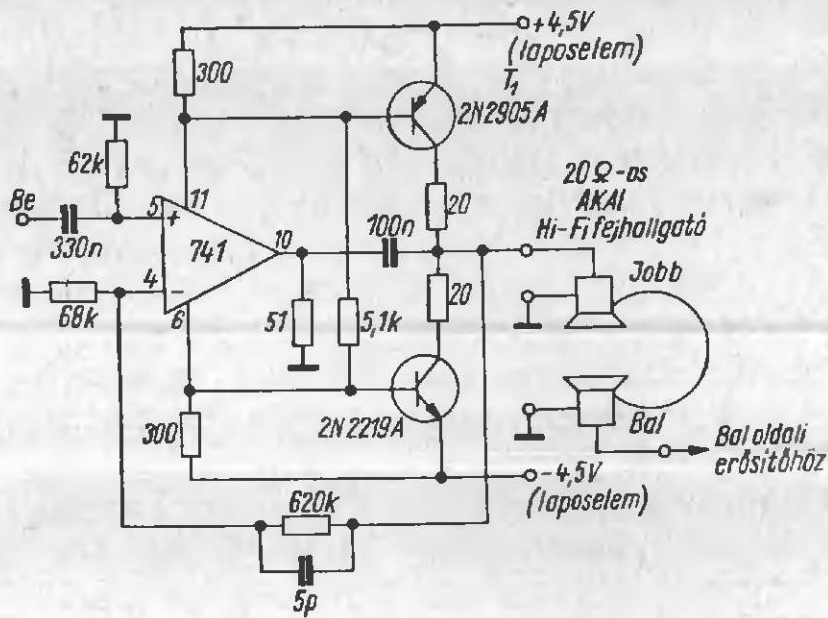 +4,5V
(laposelem)
300
T₁
2N2905A
62k
20Ω-os
AKAI
Hi-Fi fejhallgató
20
Be
330n
5
+
11
741
10
100n
Jobb
4
-
6
68k
51
5,1k
20
2N2219A
Bal
Bal oldali
erősítőhöz
300
-4,5V
(laposelem)
620k
5p